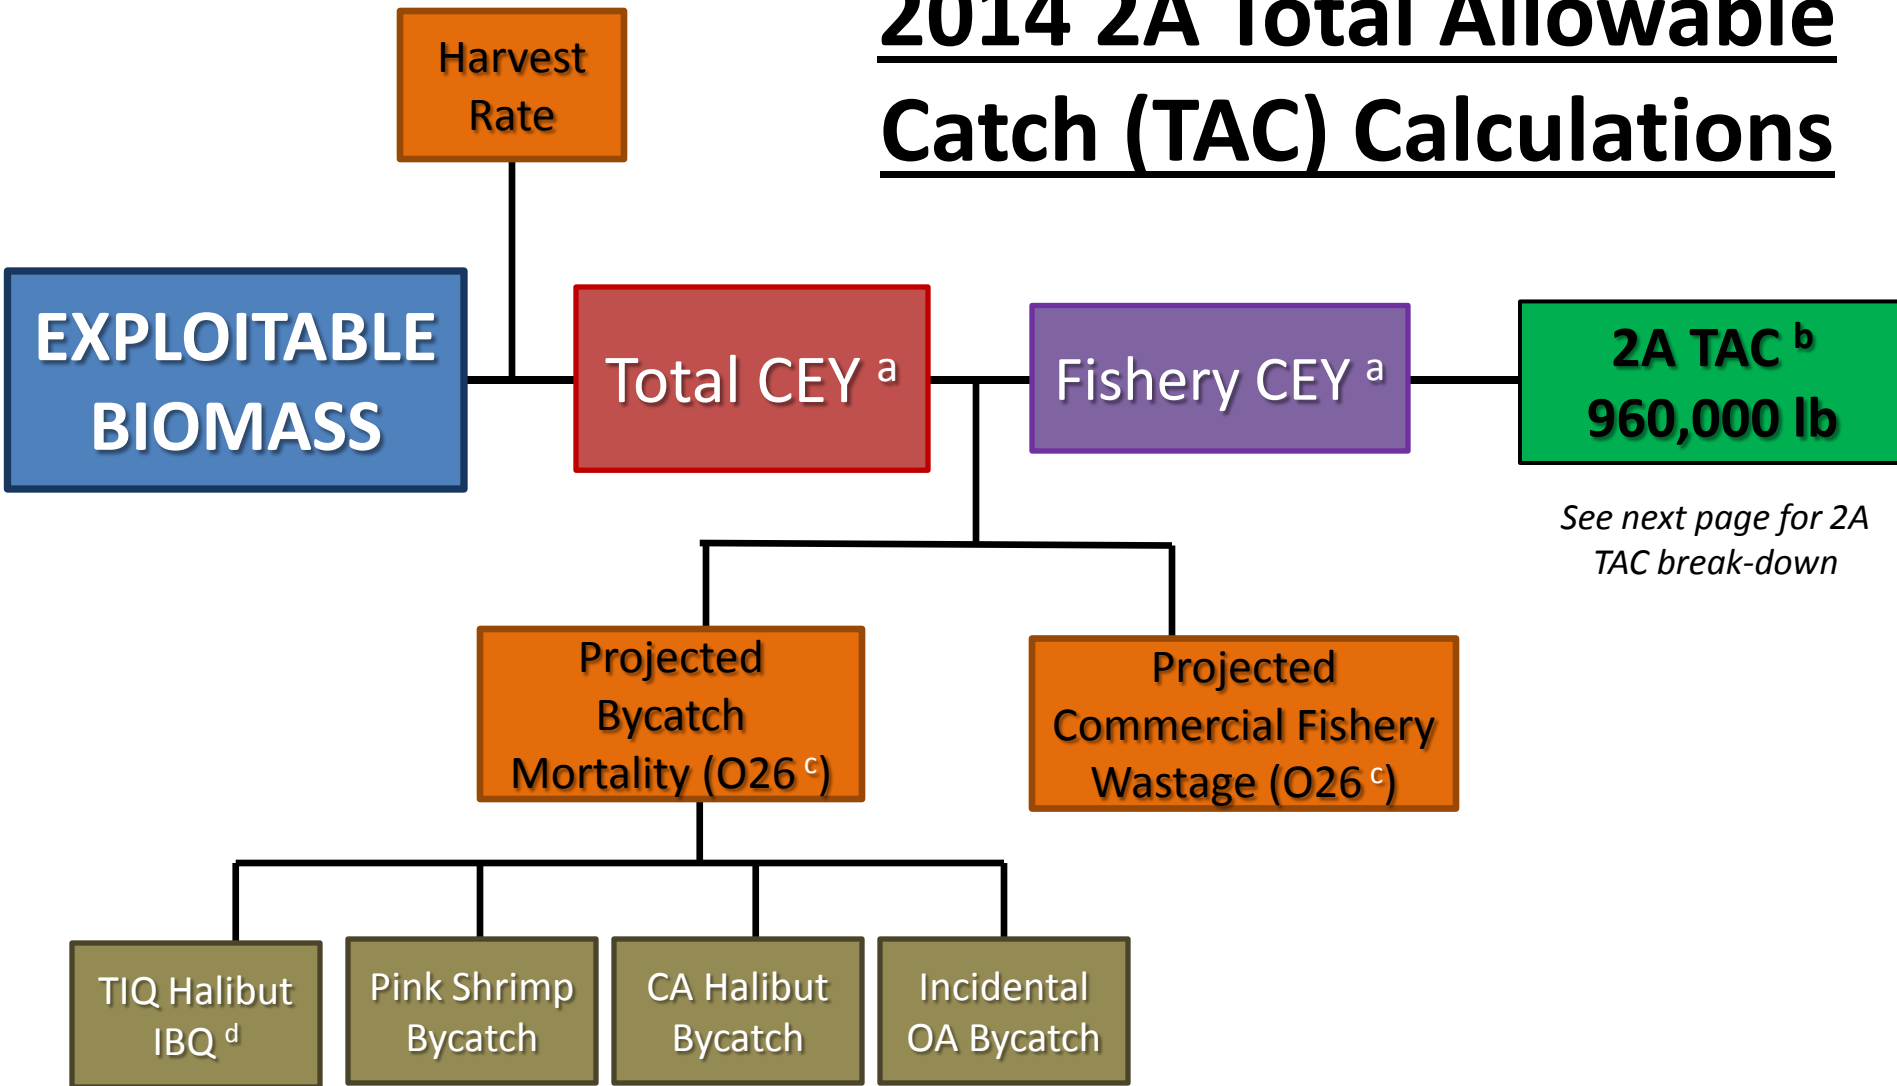 2014 2A Total Allowable
Catch (TAC) Calculations
Harvest
Rate
EXPLOITABLE
BIOMASS
Total CEY a
Fishery CEY a
2A TAC b
960,000 lb
See next page for 2A
TAC break-down
Projected
Bycatch
Mortality (O26 c)
Projected
Commercial Fishery
Wastage (O26 c)
TIQ Halibut
IBQ d
Pink Shrimp
Bycatch
CA Halibut
Bycatch
Incidental
OA Bycatch